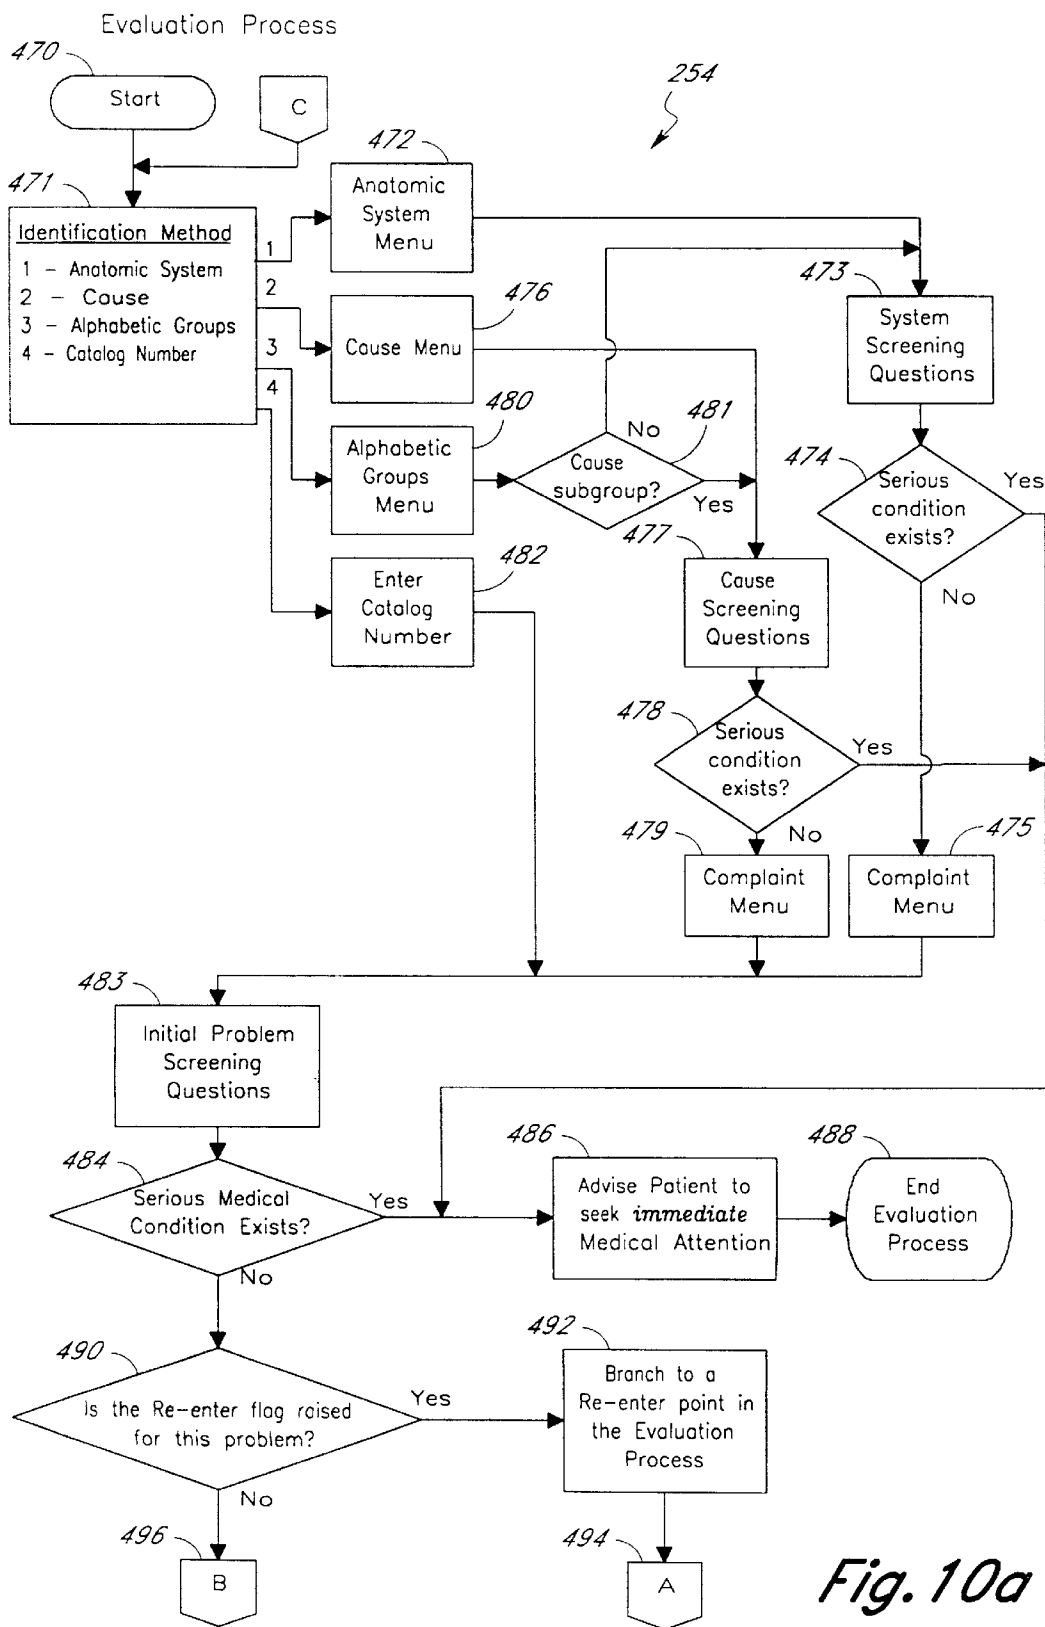 Evaluation Process
470
Start
C
254
471
Identification Method
1 - Anatomic System
2 - Cause
3 - Alphabetic Groups
4 - Catalog Number
1
2
3
4
472
Anatomic
System
Menu
476
Cause Menu
480
Alphabetic
Groups
Menu
481
Cause
subgroup?
No
Yes
482
Enter
Catalog
Number
473
System
Screening
Questions
474
Serious
condition
exists?
Yes
No
477
Cause
Screening
Questions
478
Serious
condition
exists?
Yes
No
479
Complaint
Menu
475
Complaint
Menu
483
Initial Problem
Screening
Questions
484
Serious Medical
Condition Exists?
Yes
No
486
Advise Patient to
seek immediate
Medical Attention
488
End
Evaluation
Process
490
Is the Re-enter flag raised
for this problem?
Yes
No
492
Branch to a
Re-enter point in
the Evaluation
Process
496
B
494
A
Fig. 10a